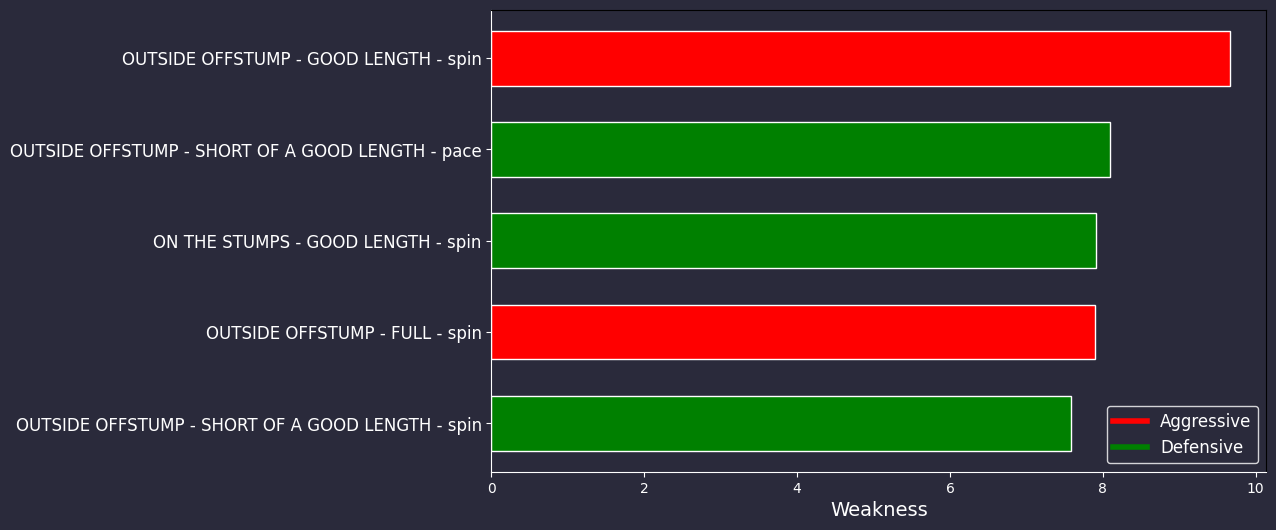 OUTSIDE OFFSTUMP - GOOD LENGTH - spin
OUTSIDE OFFSTUMP - SHORT OF A GOOD LENGTH - pace
ON THE STUMPS - GOOD LENGTH - spin
OUTSIDE OFFSTUMP - FULL - spin
OUTSIDE OFFSTUMP - SHORT OF A GOOD LENGTH - spin
Aggressive
Defensive
0 2 4 6 8 10
Weakness